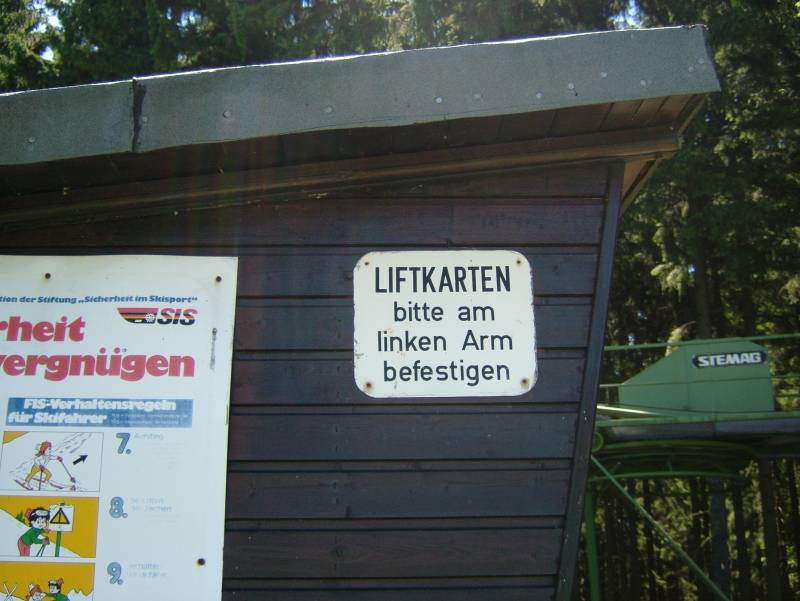 tion der Stiftung „Sicherheit im Skisport“
SIS
rheit
vergnügen
FIS-Verhaltensregeln
für Skifahrer
7.
8.
9.
LIFTKARTEN
bitte am
linken Arm
befestigen
STEMAG